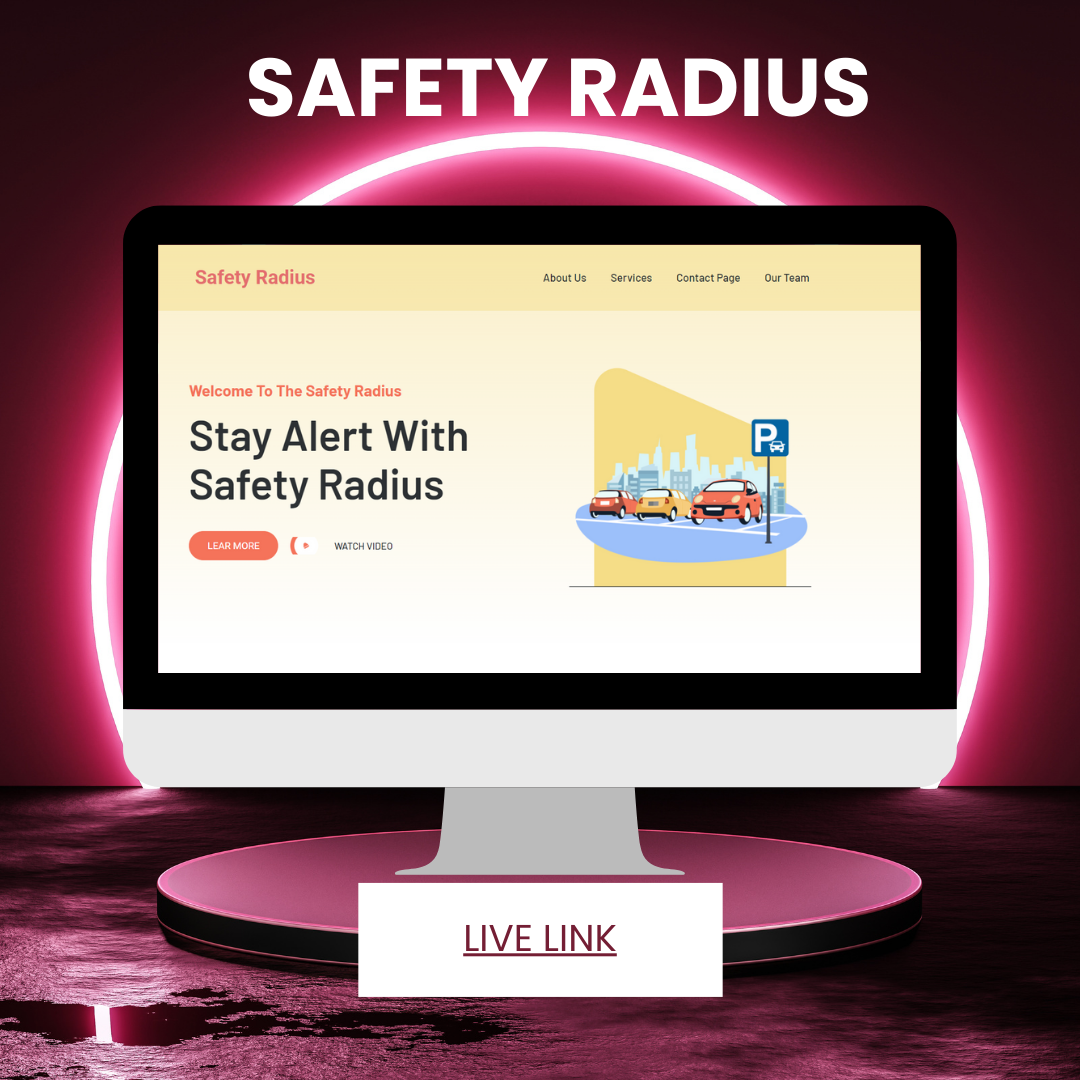 SAFETY RADIUS
Safety Radius
About Us Services Contact Page Our Team
Welcome To The Safety Radius
Stay Alert With
Safety Radius
LEAR MORE WATCH VIDEO
P
LIVE LINK